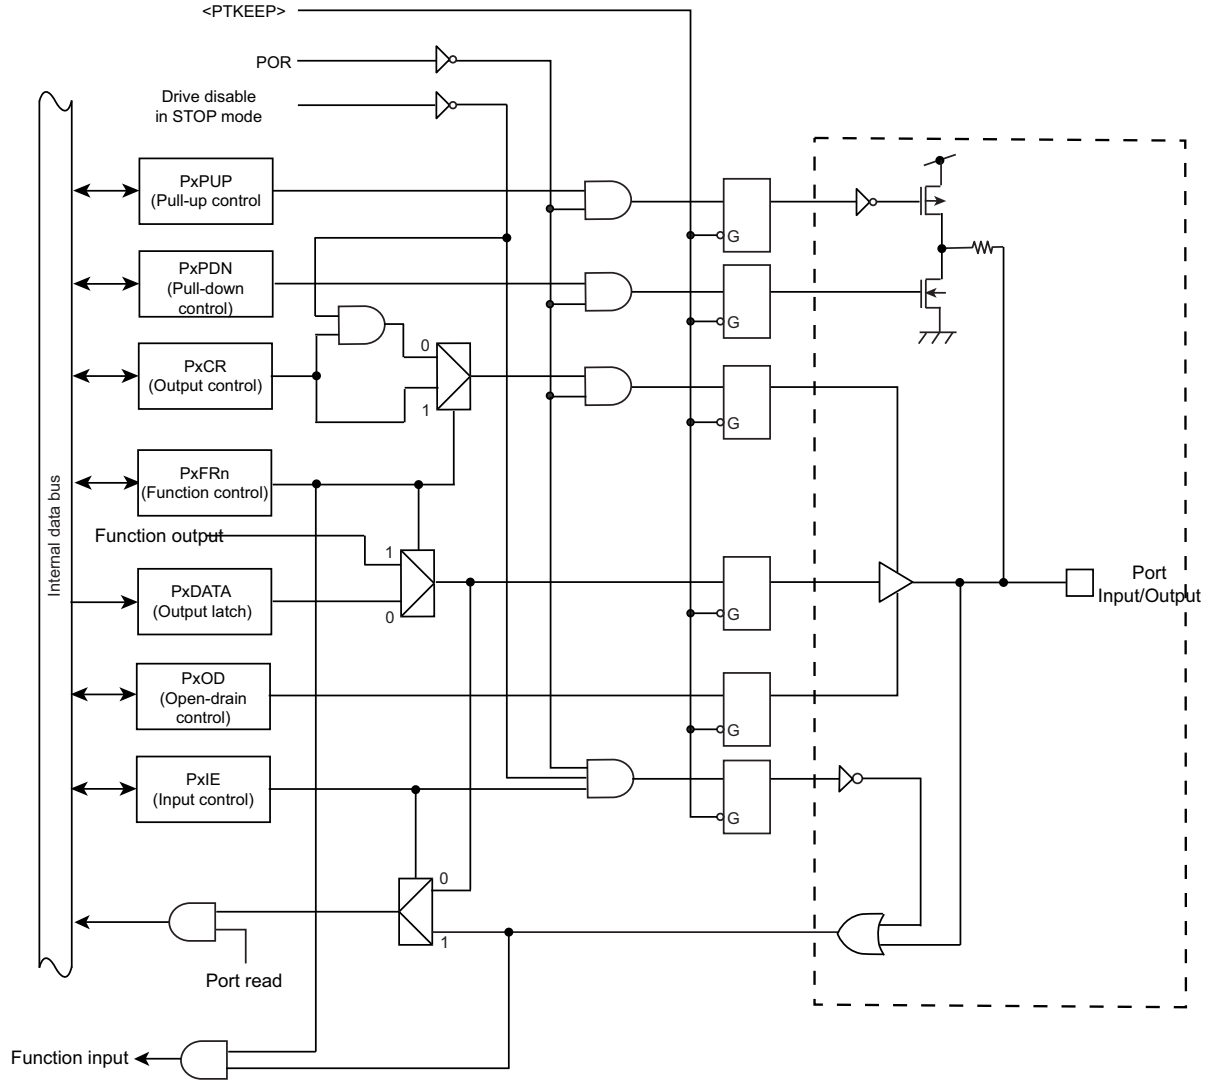 <PTKEEP>
POR
Drive disable
in STOP mode
PxPUP
(Pull-up control
G
PxPDN
(Pull-down
control)
G
PxCR
(Output control)
0
1
G
PxFRn
(Function control)
Internal data bus
Function output
1
0
PxDATA
(Output latch)
G
Port
Input/Output
PxOD
(Open-drain
control)
G
PxIE
(Input control)
G
0
1
Port read
Function input